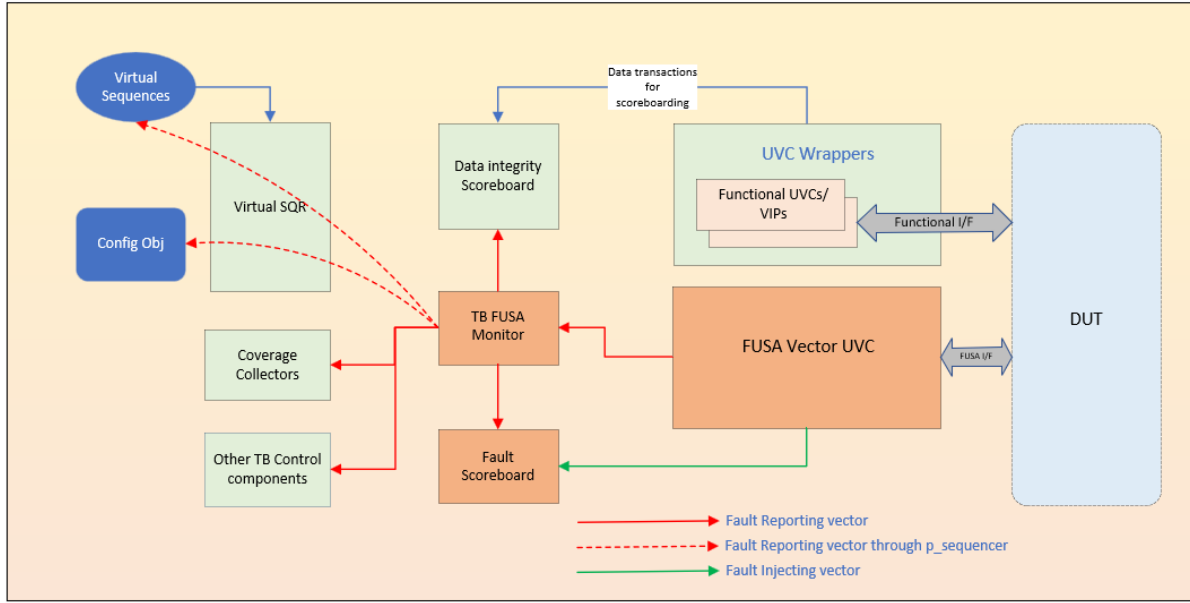 Virtual
Sequences
Data transactions
for
scoreboarding
Virtual SQR
Data integrity
Scoreboard
UVC Wrappers
Functional UVCs/
VIPs
Functional I/F
Config Obj
DUT
TB FUSA
Monitor
FUSA Vector UVC
FUSA I/F
Coverage
Collectors
Other TB Control
components
Fault
Scoreboard
Fault Reporting vector
Fault Reporting vector through p_sequencer
Fault Injecting vector